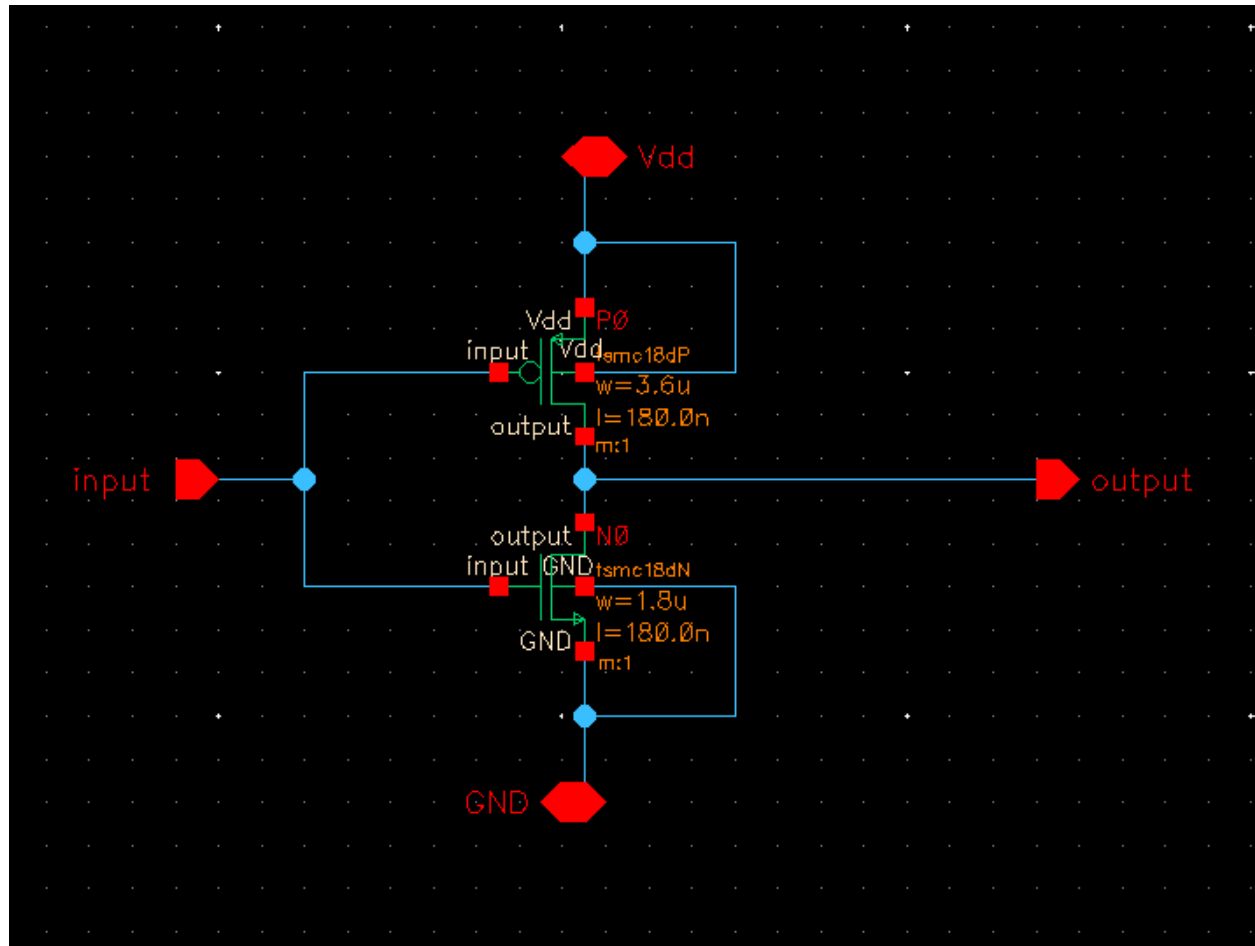 Vdd
Vdd P0
input Vdd tsmc18dP
w=3.6u
output l=180.0n
m:1
input
output
output N0
input GND tsmc18dN
w=1.8u
GND l=180.0n
m:1
GND